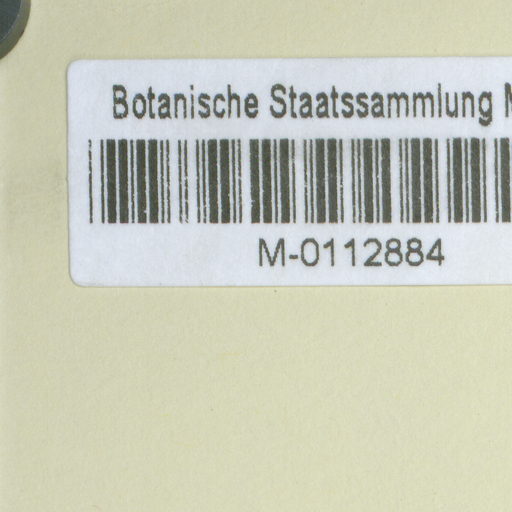 Botanische Staatssammlung
M-0112884